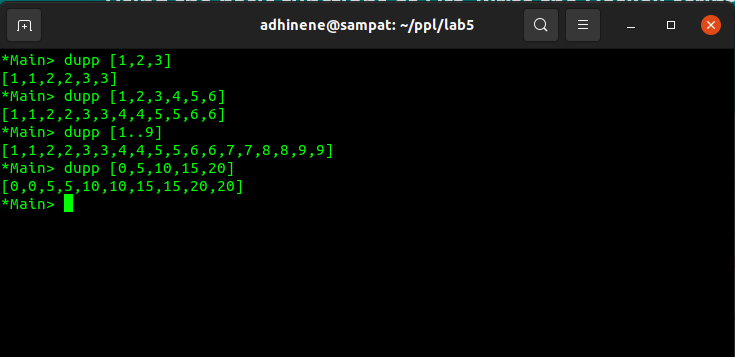 adhinene@sampat: ~/ppl/lab5
*Main> dupp [1,2,3]
[1,1,2,2,3,3]
*Main> dupp [1,2,3,4,5,6]
[1,1,2,2,3,3,4,4,5,5,6,6]
*Main> dupp [1..9]
[1,1,2,2,3,3,4,4,5,5,6,6,7,7,8,8,9,9]
*Main> dupp [0,5,10,15,20]
[0,0,5,5,10,10,15,15,20,20]
*Main>